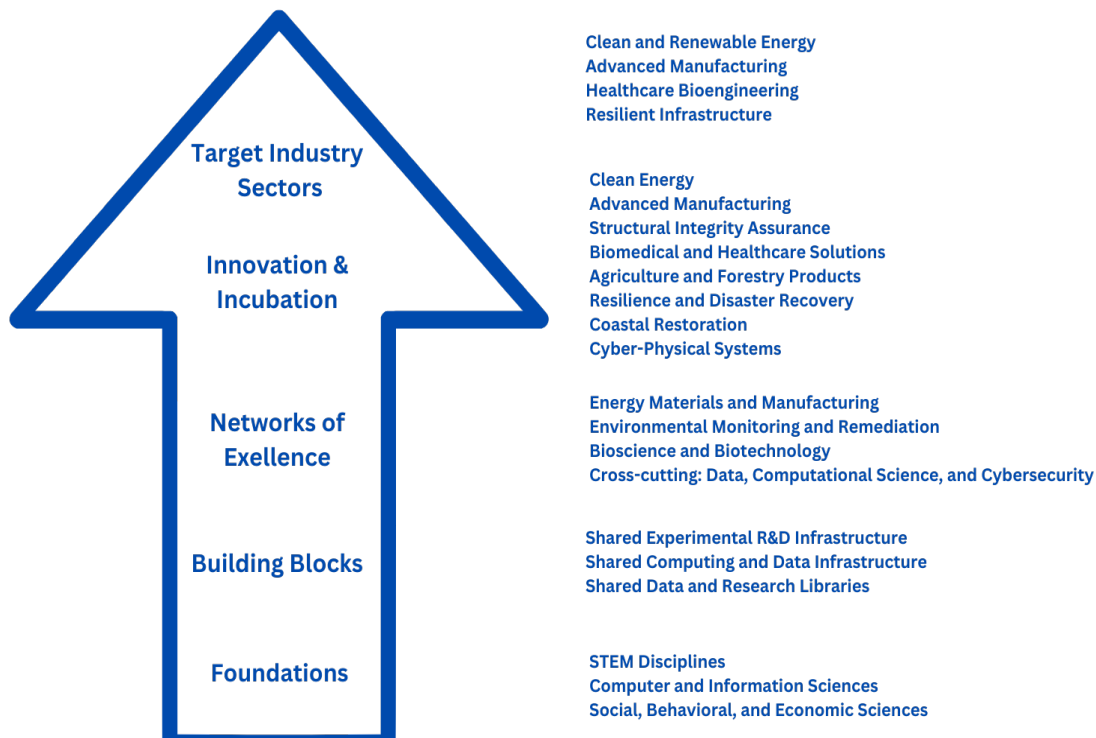 Target Industry
Sectors
Clean and Renewable Energy
Advanced Manufacturing
Healthcare Bioengineering
Resilient Infrastructure
Innovation &
Incubation
Clean Energy
Advanced Manufacturing
Structural Integrity Assurance
Biomedical and Healthcare Solutions
Agriculture and Forestry Products
Resilience and Disaster Recovery
Coastal Restoration
Cyber-Physical Systems
Networks of
Exellence
Energy Materials and Manufacturing
Environmental Monitoring and Remediation
Bioscience and Biotechnology
Cross-cutting: Data, Computational Science, and Cybersecurity
Building Blocks
Shared Experimental R&D Infrastructure
Shared Computing and Data Infrastructure
Shared Data and Research Libraries
Foundations
STEM Disciplines
Computer and Information Sciences
Social, Behavioral, and Economic Sciences